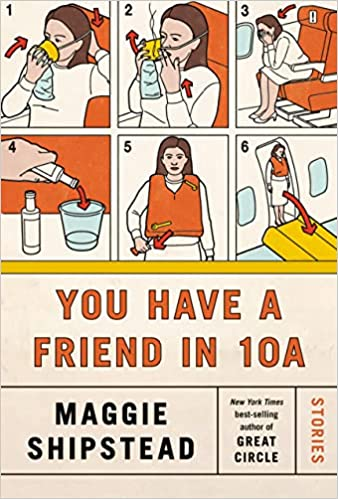 1
2
3
!
4
5
6
YOU HAVE A
FRIEND IN 10A
MAGGIE
SHIPSTEAD
New York Times
best-selling
author of
GREAT
CIRCLE
STORIES